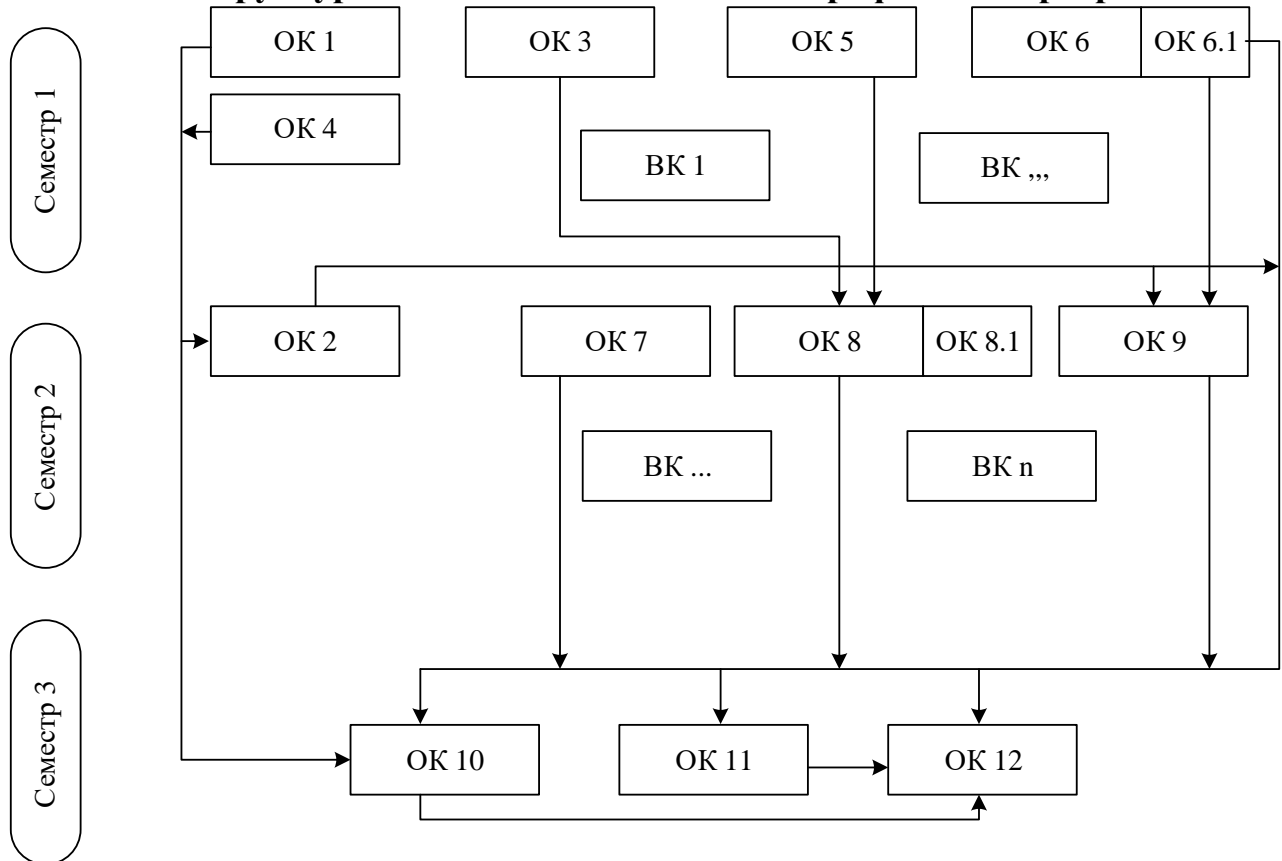 Семестр 1
ОК 1
ОК 3
ОК 5
ОК 6
ОК 6.1
ОК 4
ВК 1
ВК ,,,
Семестр 2
ОК 2
ОК 7
ОК 8
ОК 8.1
ОК 9
ВК ...
ВК n
Семестр 3
ОК 10
ОК 11
ОК 12